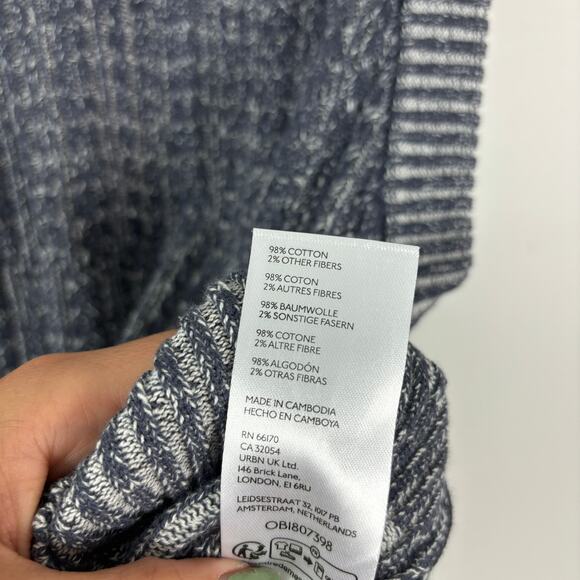 98% COTTON
2% OTHER FIBERS
98% COTON
2% AUTRES FIBRES
98% BAUMWOLLE
2% SONSTIGE FASERN
98% COTONE
2% ALTRE FIBRE
98% ALGODÓN
2% OTRAS FIBRAS
MADE IN CAMBODIA
HECHO EN CAMBOYA
RN 66170
CA 32054
URBN UK Ltd.
146 Brick Lane,
LONDON, E1 6RU
LEIDSESTRAAT 32, 1017 PB
AMSTERDAM, NETHERLANDS
OB1807398